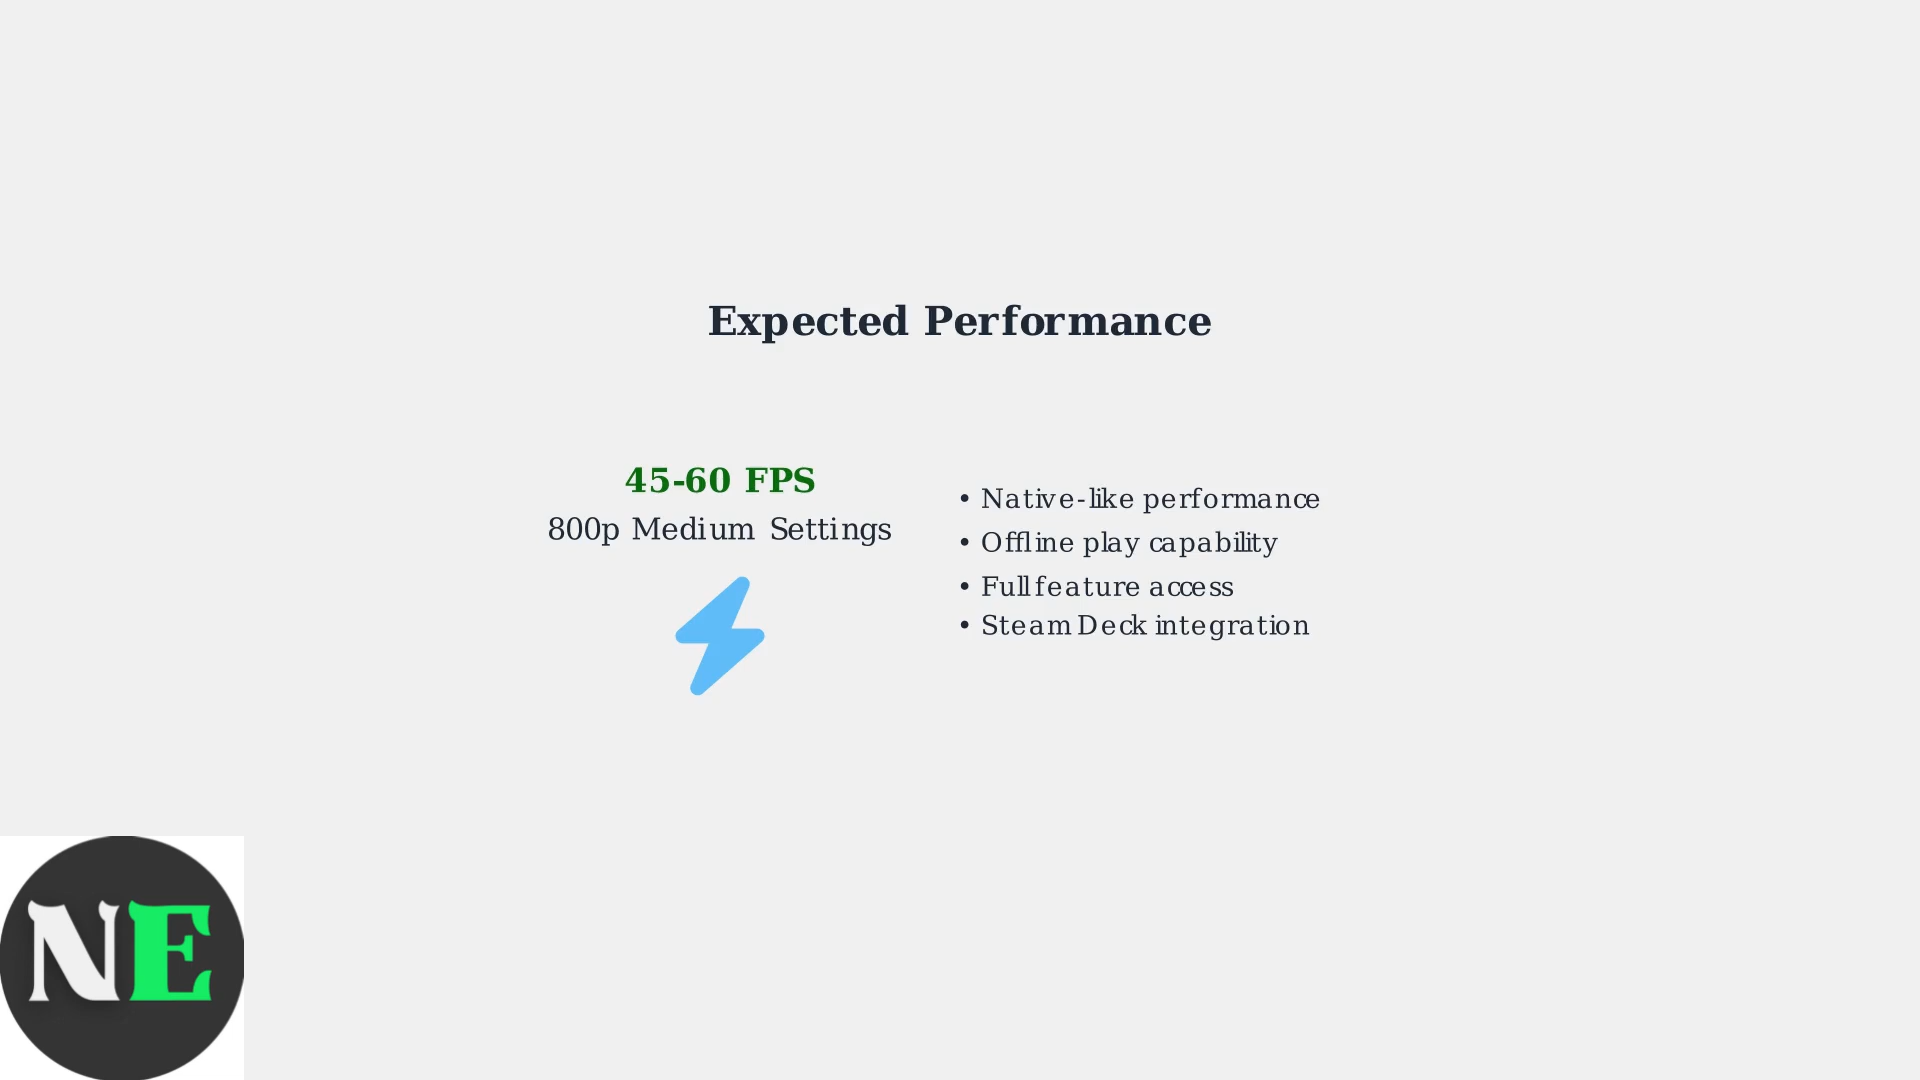 Expected Performance
45-60 FPS
800p Medium Settings
• Native-like performance
• Offline play capability
• Full feature access
• Steam Deck integration
NE